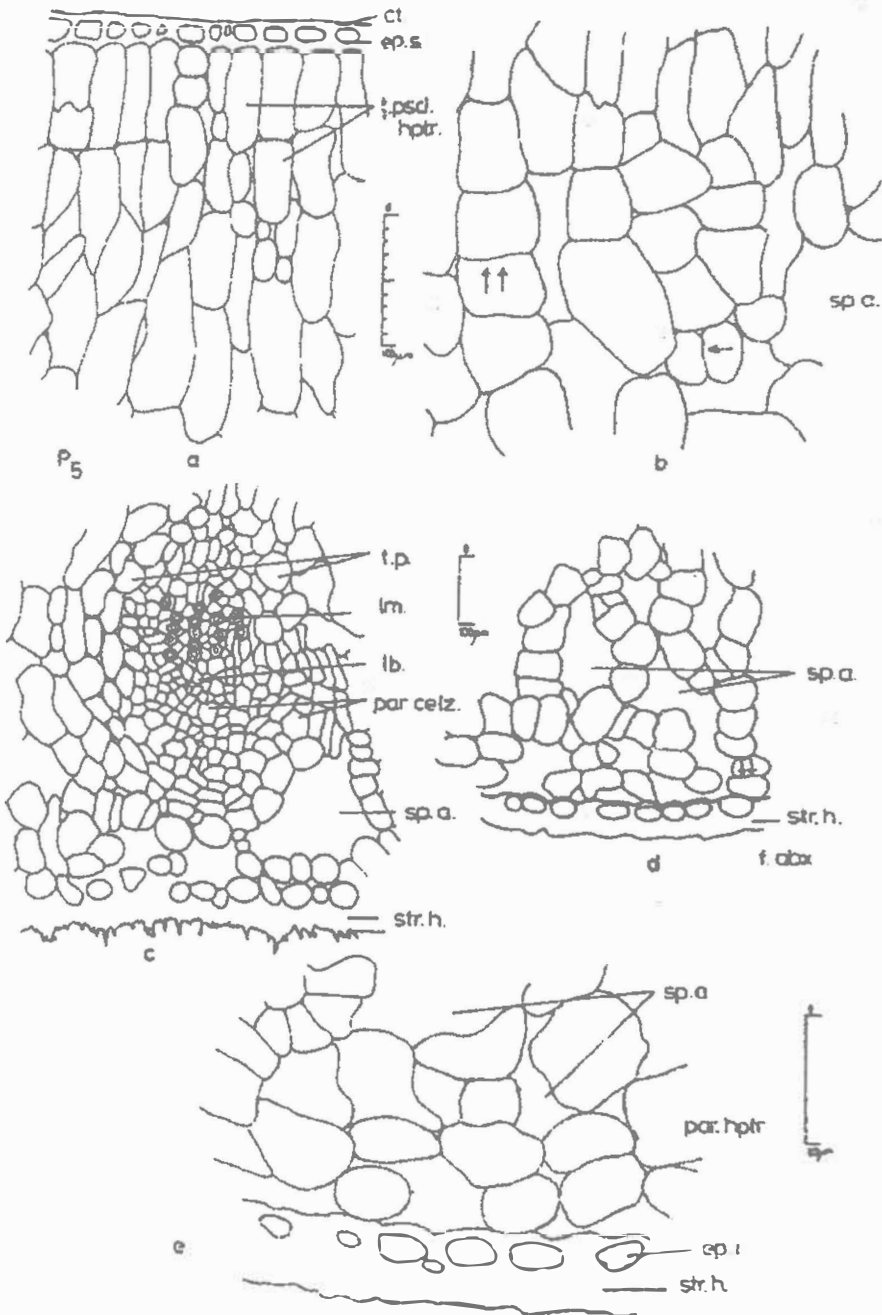 ct
ep.s.
t.psd.
hptr.
sp.a.
P5
a
b
t.p.
lm.
lb.
par celz.
sp.a.
sp.a.
str.h.
str.h.
f. abx
c
d
sp.a
par. hptr
ep.i
str.h.
e